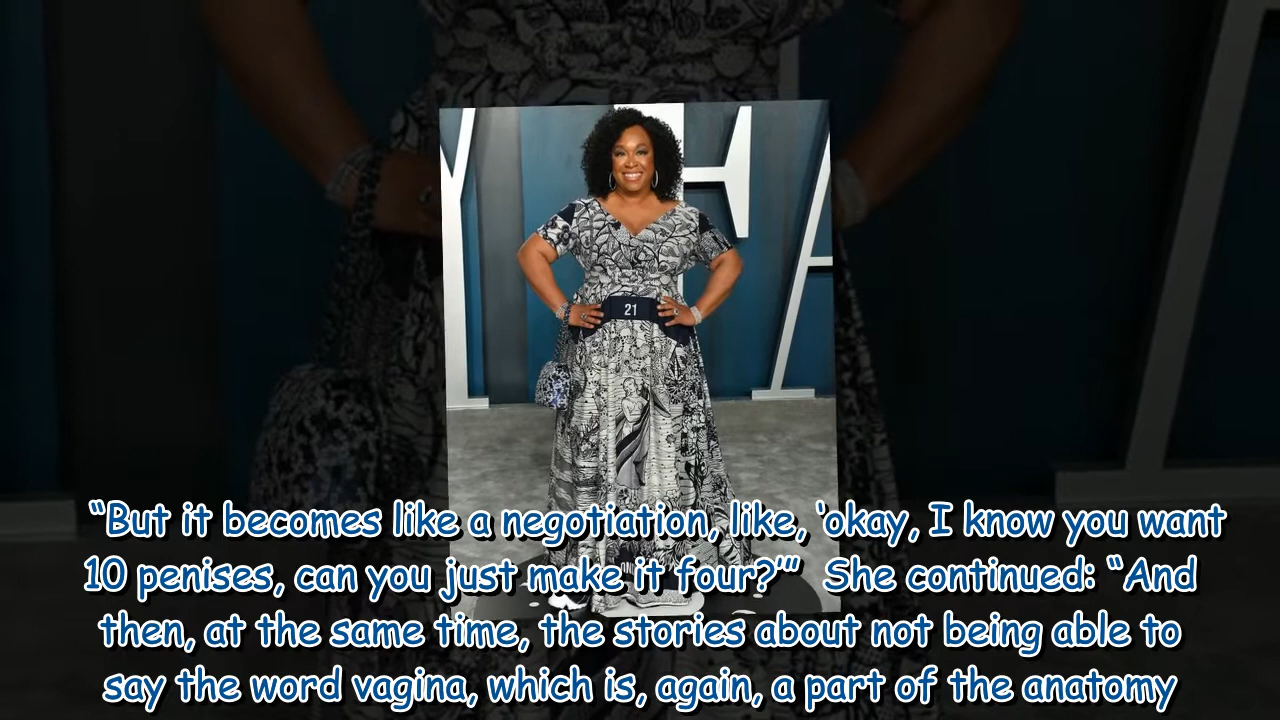 Y FA
21
“But it becomes like a negotiation, like, ‘okay, I know you want
10 penises, can you just make it four?’” She continued: “And
then, at the same time, the stories about not being able to
say the word vagina, which is, again, a part of the anatomy